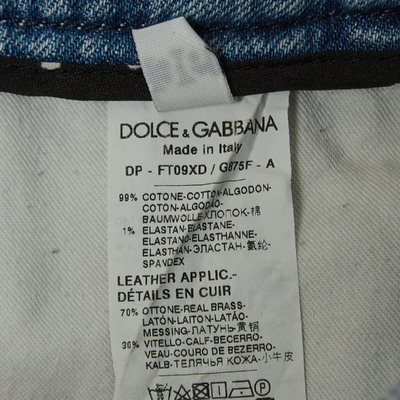 DOLCE & GABBANA
Made in Italy
DP - FT09XD / G875F - A
99% COTONE-COTTON-ALGODON-
COTON-ALGODÃO-
BAUMWOLLE-ХЛОПОК-棉
1% ELASTAN-ELASTANE-
ELASTANO-ELASTHANNE-
ELASTHAN-ЭЛАСТАН-氨纶-
SPANDEX
LEATHER APPLIC.-
DÉTAILS EN CUIR
70% OTTONE-REAL BRASS-
LATÓN-LAITON-LATÃO-
MESSING-ЛАТУНЬ-黄铜
30% VITELLO-CALF-BECERRO-
VEAU-COURO DE BEZERRO-
KALB-ТЕЛЯЧЬЯ КОЖА-小牛皮